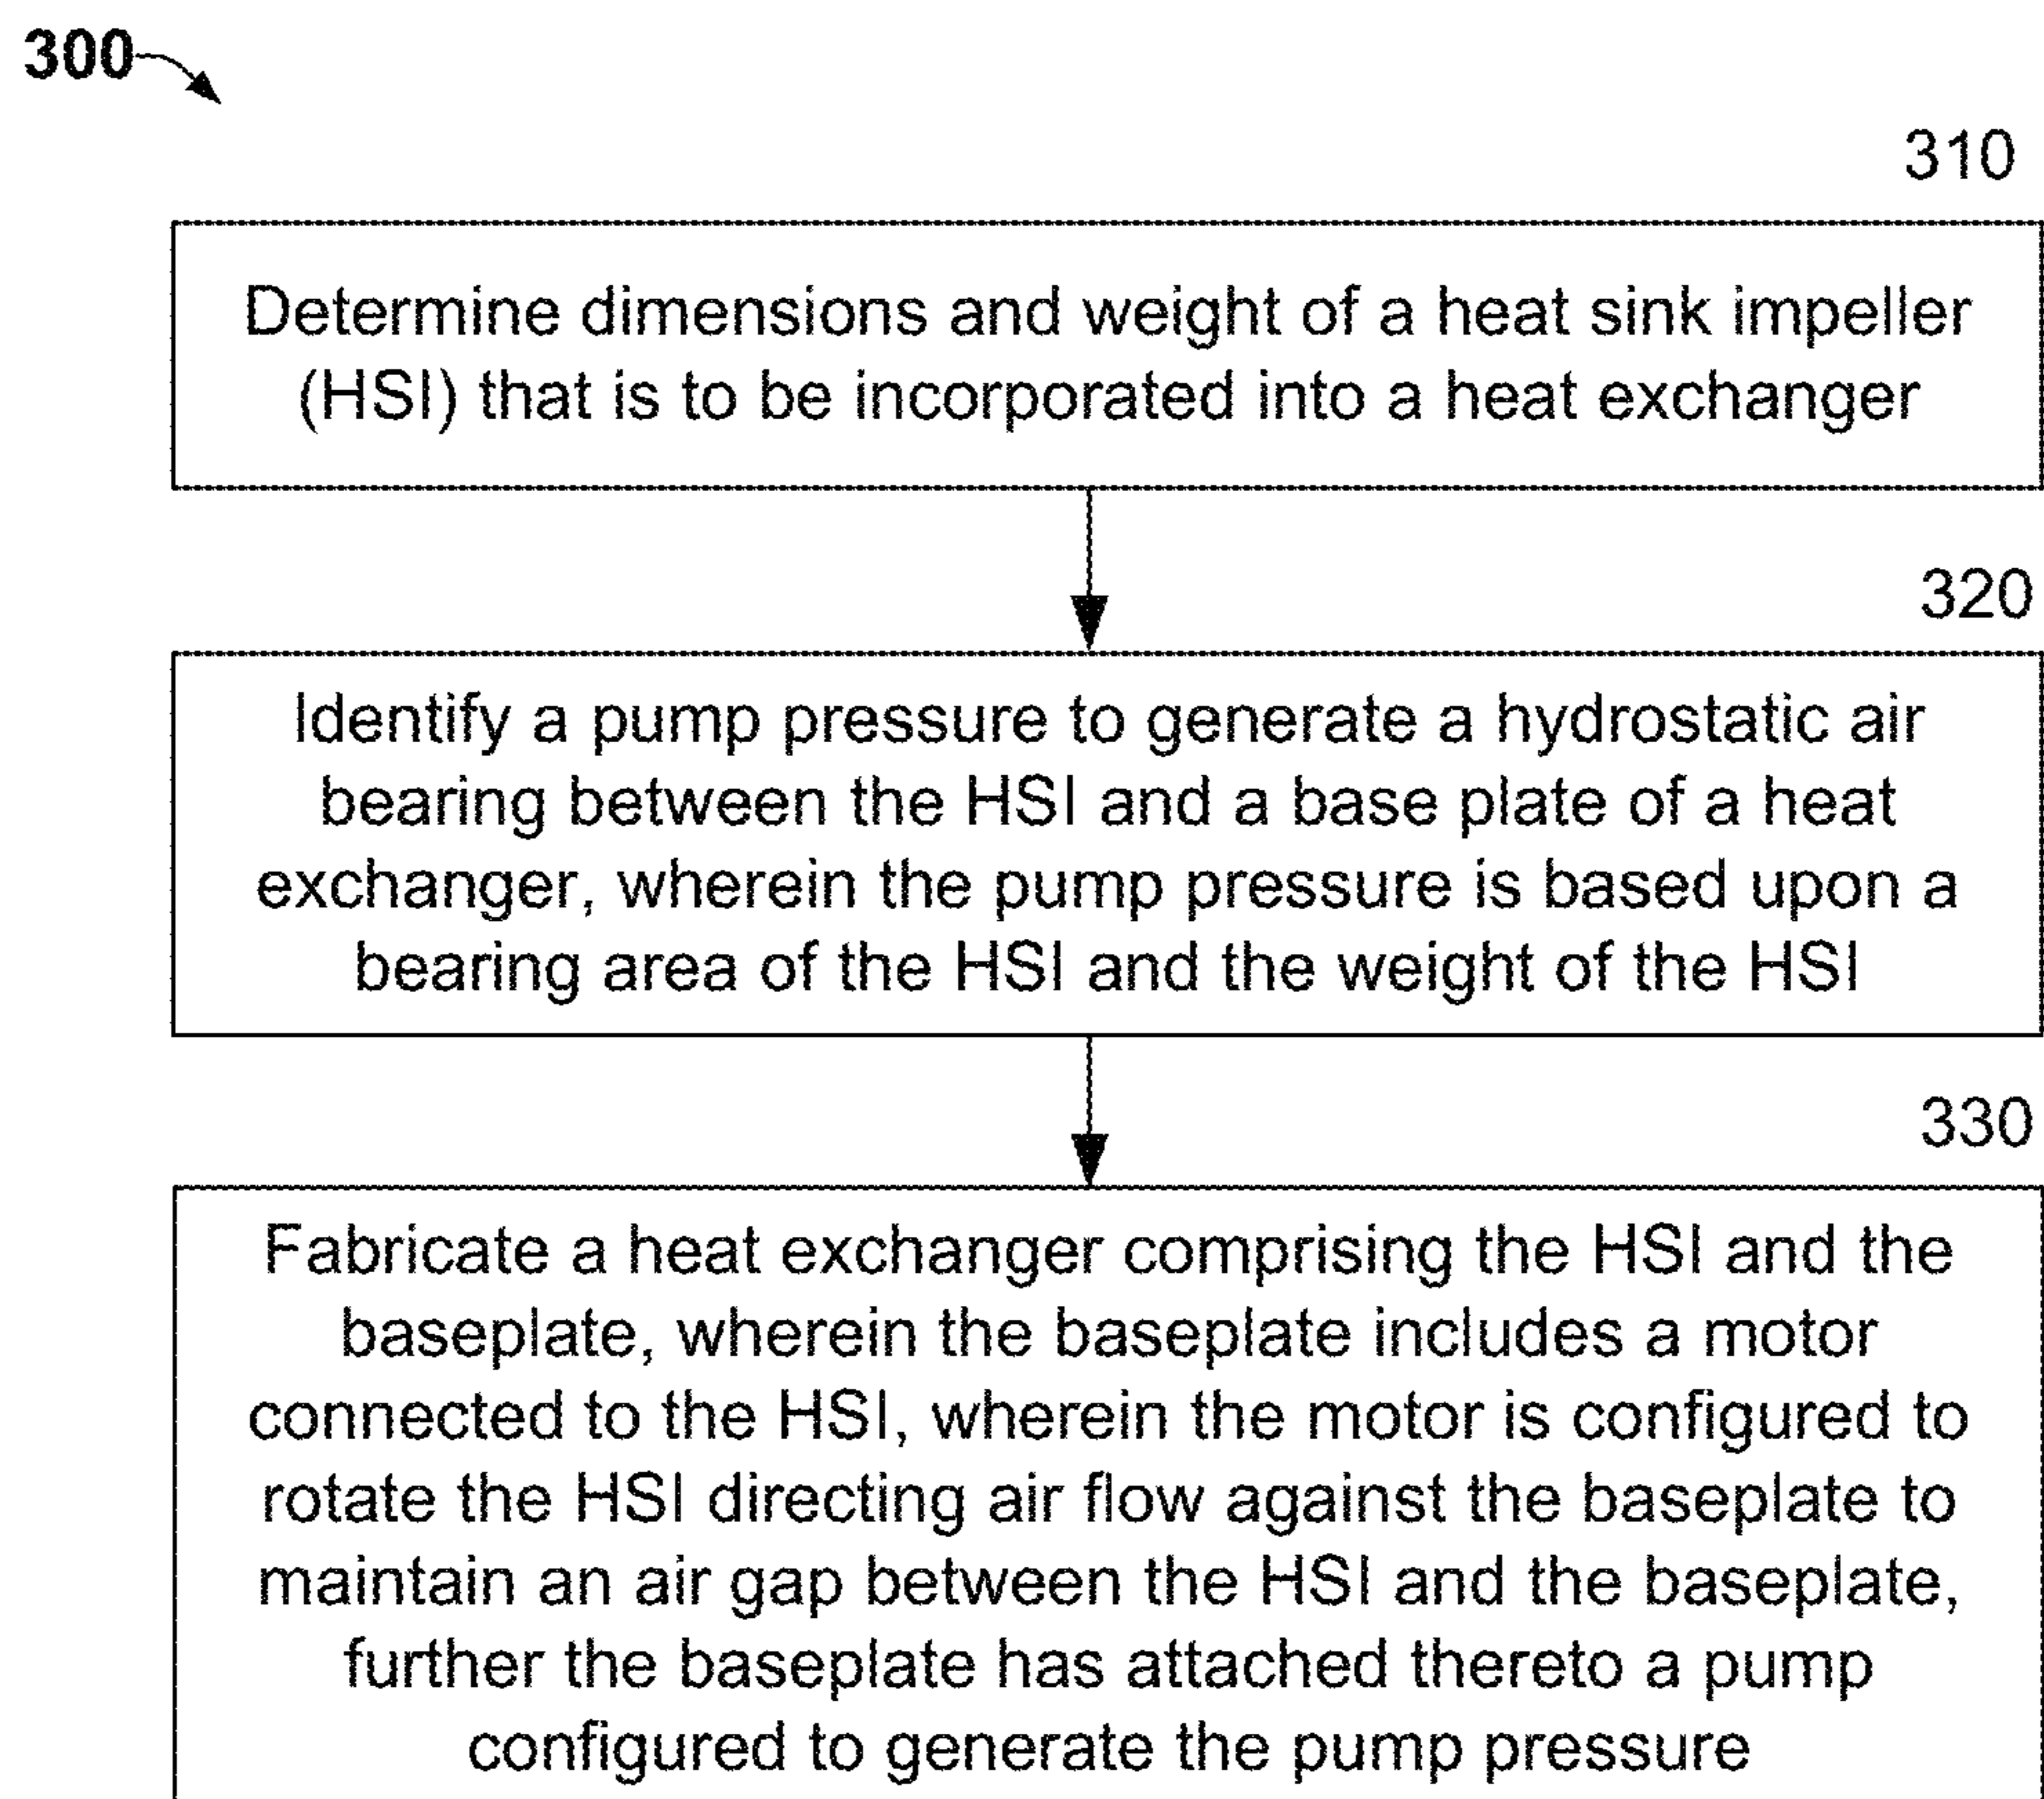 300
310
Determine dimensions and weight of a heat sink impeller
(HSI) that is to be incorporated into a heat exchanger
320
Identify a pump pressure to generate a hydrostatic air
bearing between the HSI and a base plate of a heat
exchanger, wherein the pump pressure is based upon a
bearing area of the HSI and the weight of the HSI
330
Fabricate a heat exchanger comprising the HSI and the
baseplate, wherein the baseplate includes a motor
connected to the HSI, wherein the motor is configured to
rotate the HSI directing air flow against the baseplate to
maintain an air gap between the HSI and the baseplate,
further the baseplate has attached thereto a pump
configured to generate the pump pressure